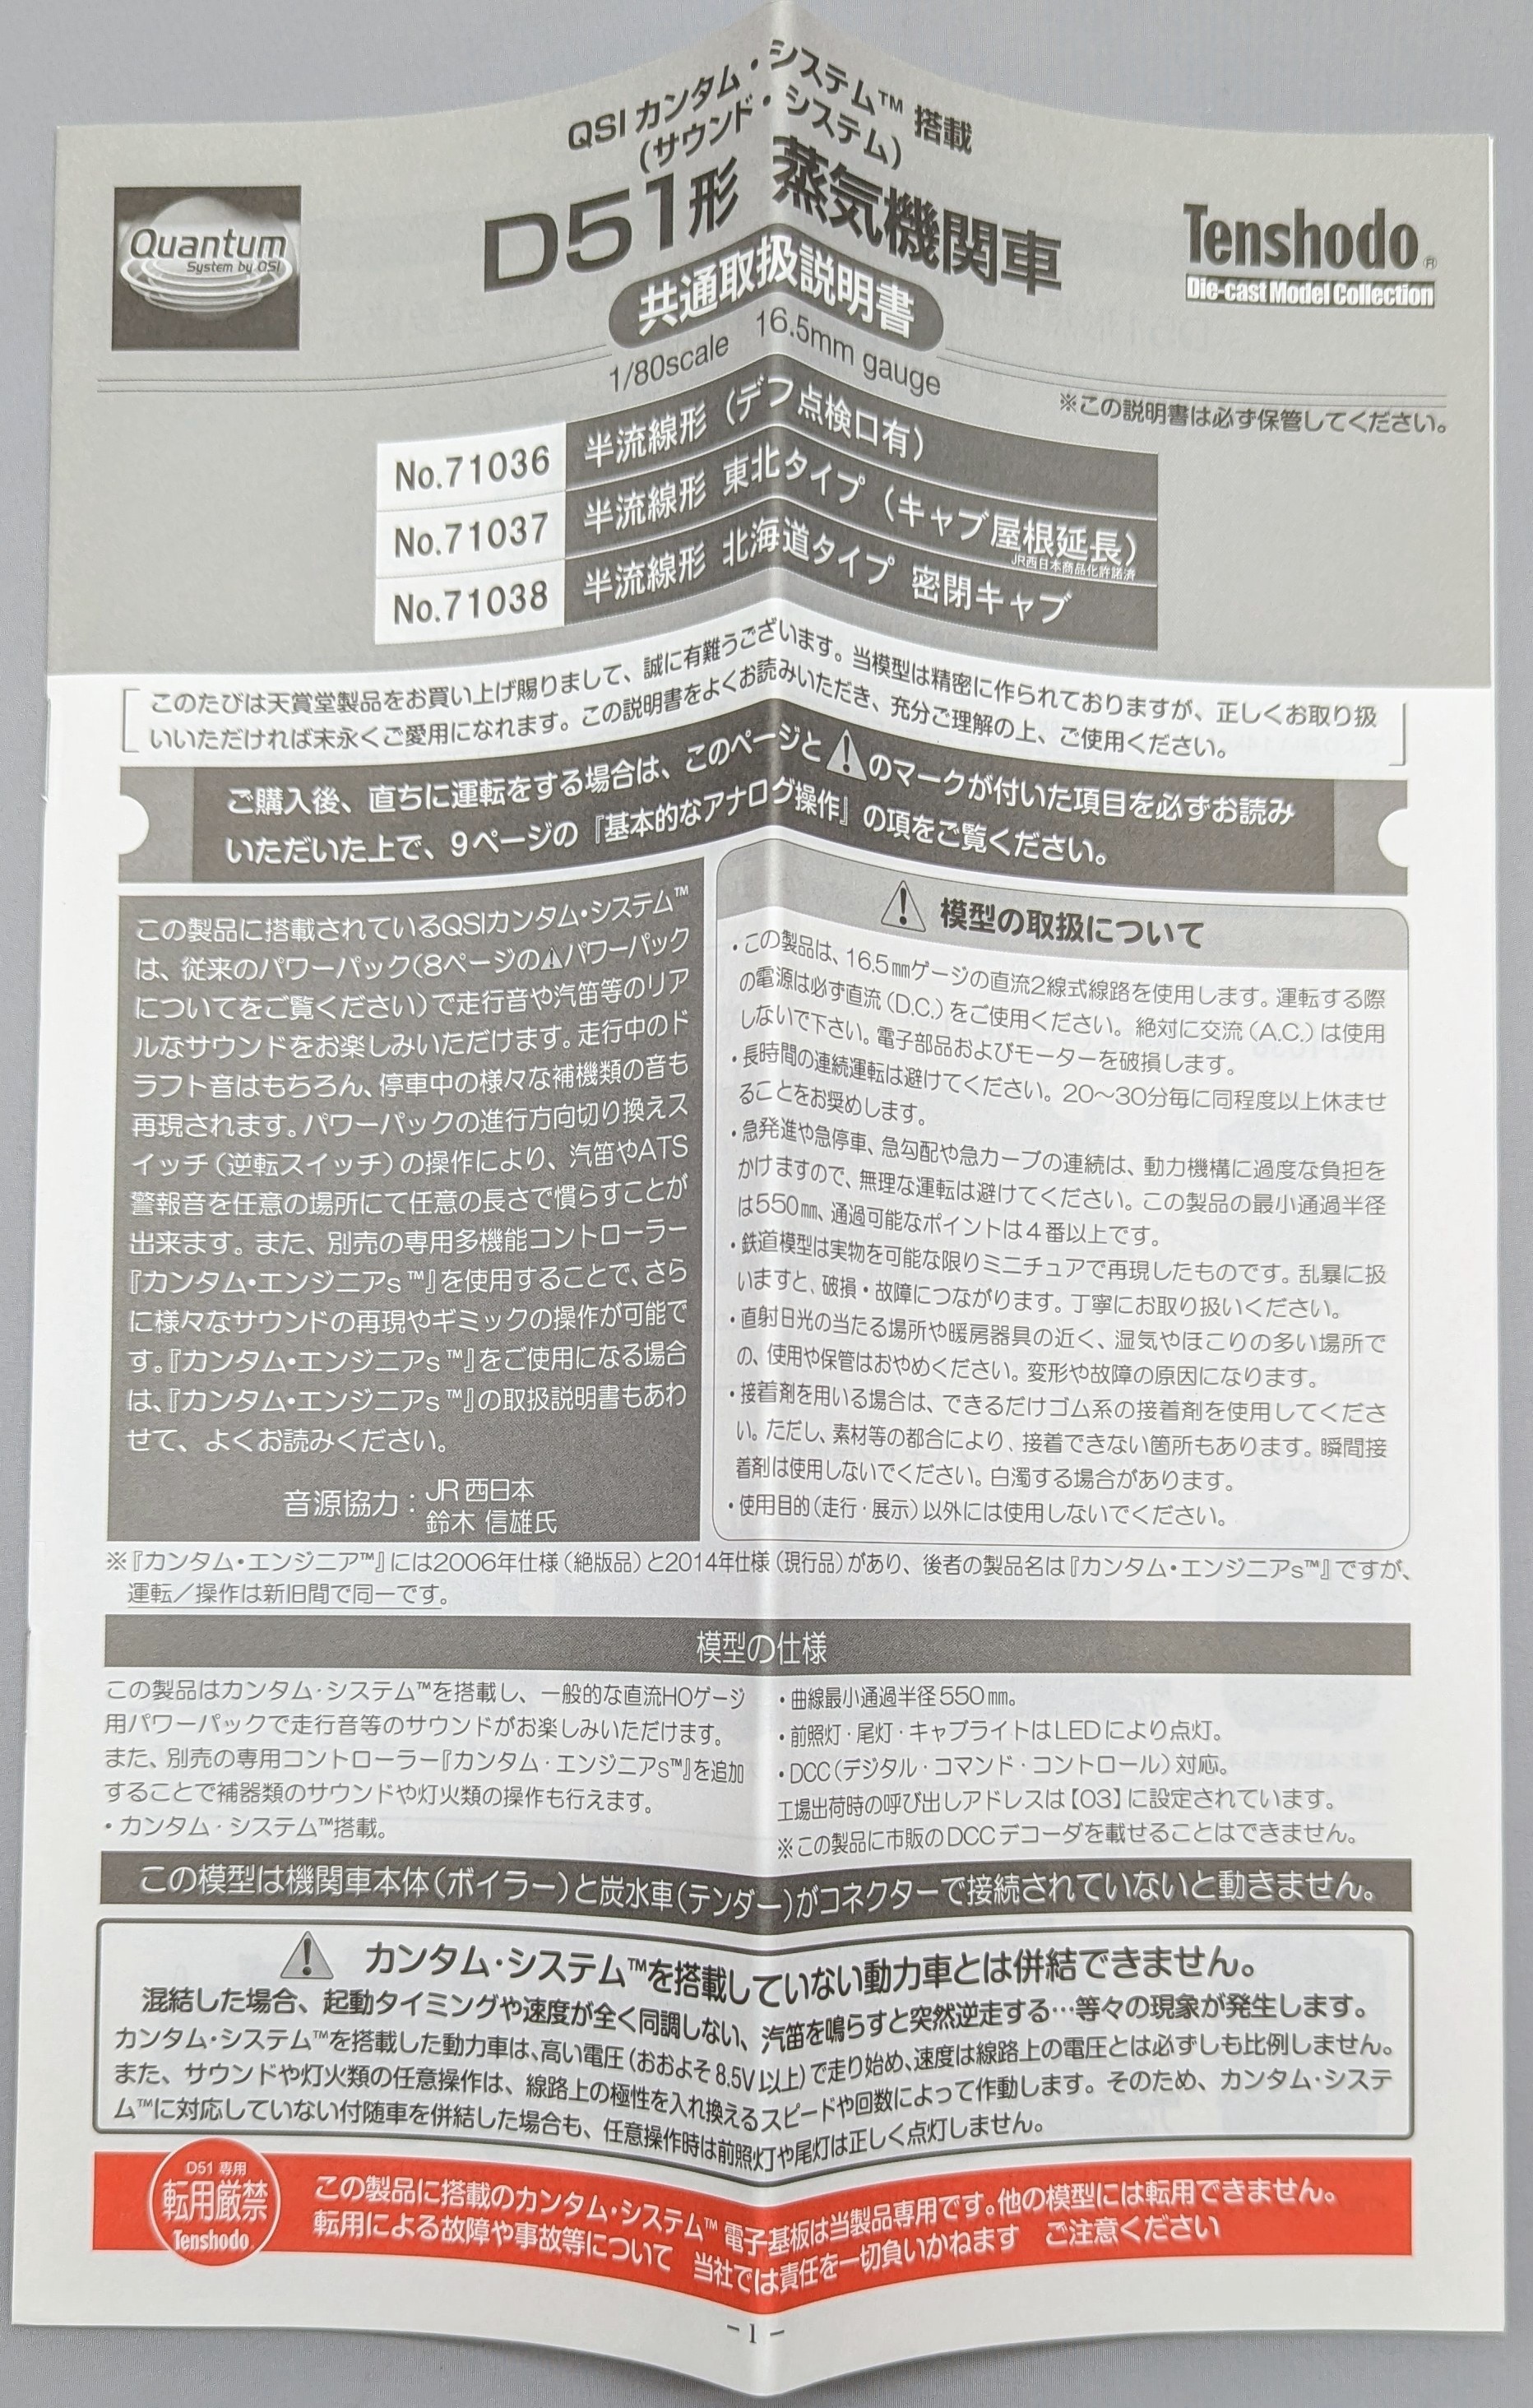 QSI カンタム・システム™ 搭載
(サウンド・システム)
D51形 蒸気機関車
Quantum
System by QSI
Tenshodo®
Die-cast Model Collection
共通取扱説明書
1/80scale 16.5mm gauge
※この説明書は必ず保管してください。
No.71036 半流線形 (デフ点検口有)
No.71037 半流線形 東北タイプ (キャブ屋根延長)
JR西日本商品化許諾済
No.71038 半流線形 北海道タイプ 密閉キャブ
このたびは天賞堂製品をお買い上げ賜りまして、誠に有難うございます。当模型は精密に作られておりますが、正しくお取り扱
いいただければ末永くご愛用になれます。この説明書をよくお読みいただき、充分ご理解の上、ご使用ください。
ご購入後、直ちに運転をする場合は、このページと⚠のマークが付いた項目を必ずお読み
いただいた上で、9ページの『基本的なアナログ操作』の項をご覧ください。
この製品に搭載されているQSIカンタム・システム™
は、従来のパワーパック(8ページの⚠パワーパック
についてをご覧ください)で走行音や汽笛等のリア
ルなサウンドをお楽しみいただけます。走行中のド
ラフト音はもちろん、停車中の様々な補機類の音も
再現されます。パワーパックの進行方向切り換えス
イッチ(逆転スイッチ)の操作により、汽笛やATS
警報音を任意の場所にて任意の長さで慣らすことが
出来ます。また、別売の専用多機能コントローラー
『カンタム・エンジニアs™』を使用することで、さら
に様々なサウンドの再現やギミックの操作が可能で
す。『カンタム・エンジニアs™』をご使用になる場合
は、『カンタム・エンジニアs™』の取扱説明書もあわ
せて、よくお読みください。
音源協力：JR 西日本
鈴木 信雄氏
⚠ 模型の取扱について
・この製品は、16.5㎜ゲージの直流2線式線路を使用します。運転する際
の電源は必ず直流(D.C.)をご使用ください。絶対に交流(A.C.)は使用
しないで下さい。電子部品およびモーターを破損します。
・長時間の連続運転は避けてください。20〜30分毎に同程度以上休ませ
ることをお奨めします。
・急発進や急停車、急勾配や急カーブの連続は、動力機構に過度な負担を
かけますので、無理な運転は避けてください。この製品の最小通過半径
は550㎜、通過可能なポイントは4番以上です。
・鉄道模型は実物を可能な限りミニチュアで再現したものです。乱暴に扱
いますと、破損・故障につながります。丁寧にお取り扱いください。
・直射日光の当たる場所や暖房器具の近く、湿気やほこりの多い場所で
の、使用や保管はおやめください。変形や故障の原因になります。
・接着剤を用いる場合は、できるだけゴム系の接着剤を使用してくださ
い。ただし、素材等の都合により、接着できない箇所もあります。瞬間接
着剤は使用しないでください。白濁する場合があります。
・使用目的(走行・展示)以外には使用しないでください。
※『カンタム・エンジニア™』には2006年仕様(絶版品)と2014年仕様(現行品)があり、後者の製品名は『カンタム・エンジニアs™』ですが、
運転／操作は新旧間で同一です。
模型の仕様
この製品はカンタム・システム™を搭載し、一般的な直流HOゲージ
用パワーパックで走行音等のサウンドがお楽しみいただけます。
また、別売の専用コントローラー『カンタム・エンジニアs™』を追加
することで補器類のサウンドや灯火類の操作も行えます。
・カンタム・システム™搭載。
・曲線最小通過半径550㎜。
・前照灯・尾灯・キャブライトはLEDにより点灯。
・DCC(デジタル・コマンド・コントロール)対応。
工場出荷時の呼び出しアドレスは【03】に設定されています。
※この製品に市販のDCCデコーダを載せることはできません。
この模型は機関車本体(ボイラー)と炭水車(テンダー)がコネクターで接続されていないと動きません。
⚠ カンタム・システム™を搭載していない動力車とは併結できません。
混結した場合、起動タイミングや速度が全く同調しない、汽笛を鳴らすと突然逆走する…等々の現象が発生します。
カンタム・システム™を搭載した動力車は、高い電圧(おおよそ8.5V以上)で走り始め、速度は線路上の電圧とは必ずしも比例しません。
また、サウンドや灯火類の任意操作は、線路上の極性を入れ換えるスピードや回数によって作動します。そのため、カンタム・システ
ム™に対応していない付随車を併結した場合も、任意操作時は前照灯や尾灯は正しく点灯しません。
D51 専用
転用厳禁
Tenshodo
この製品に搭載のカンタム・システム™ 電子基板は当製品専用です。他の模型には転用できません。
転用による故障や事故等について 当社では責任を一切負いかねます ご注意ください
- 1 -